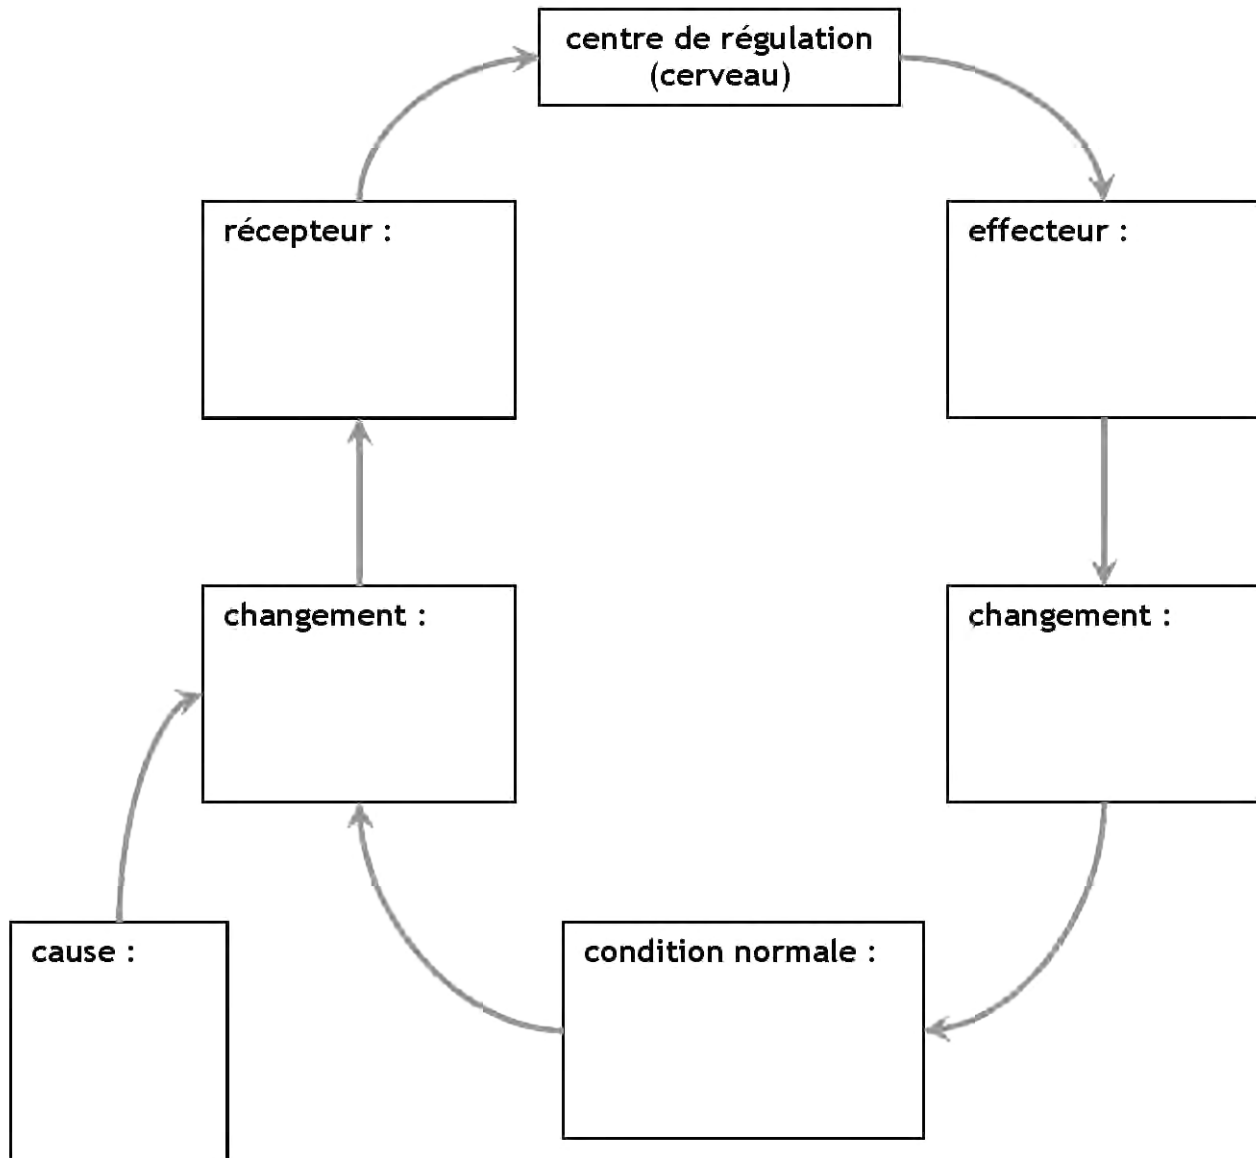 centre de régulation
(cerveau)
récepteur :
effecteur :
changement :
changement :
cause :
condition normale :